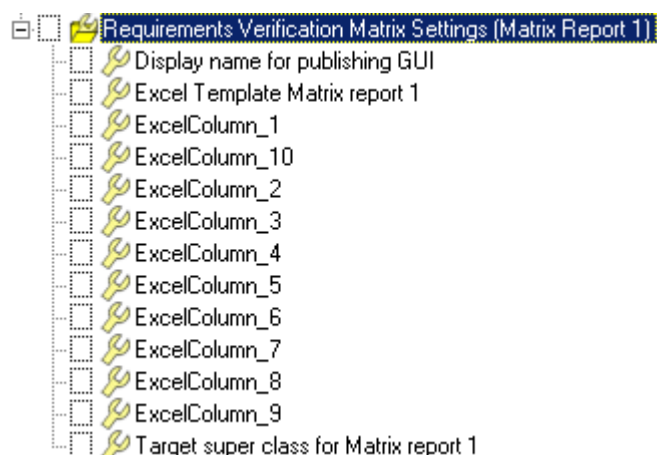 Requirements Verification Matrix Settings (Matrix Report 1)
Display name for publishing GUI
Excel Template Matrix report 1
ExcelColumn_1
ExcelColumn_10
ExcelColumn_2
ExcelColumn_3
ExcelColumn_4
ExcelColumn_5
ExcelColumn_6
ExcelColumn_7
ExcelColumn_8
ExcelColumn_9
Target super class for Matrix report 1